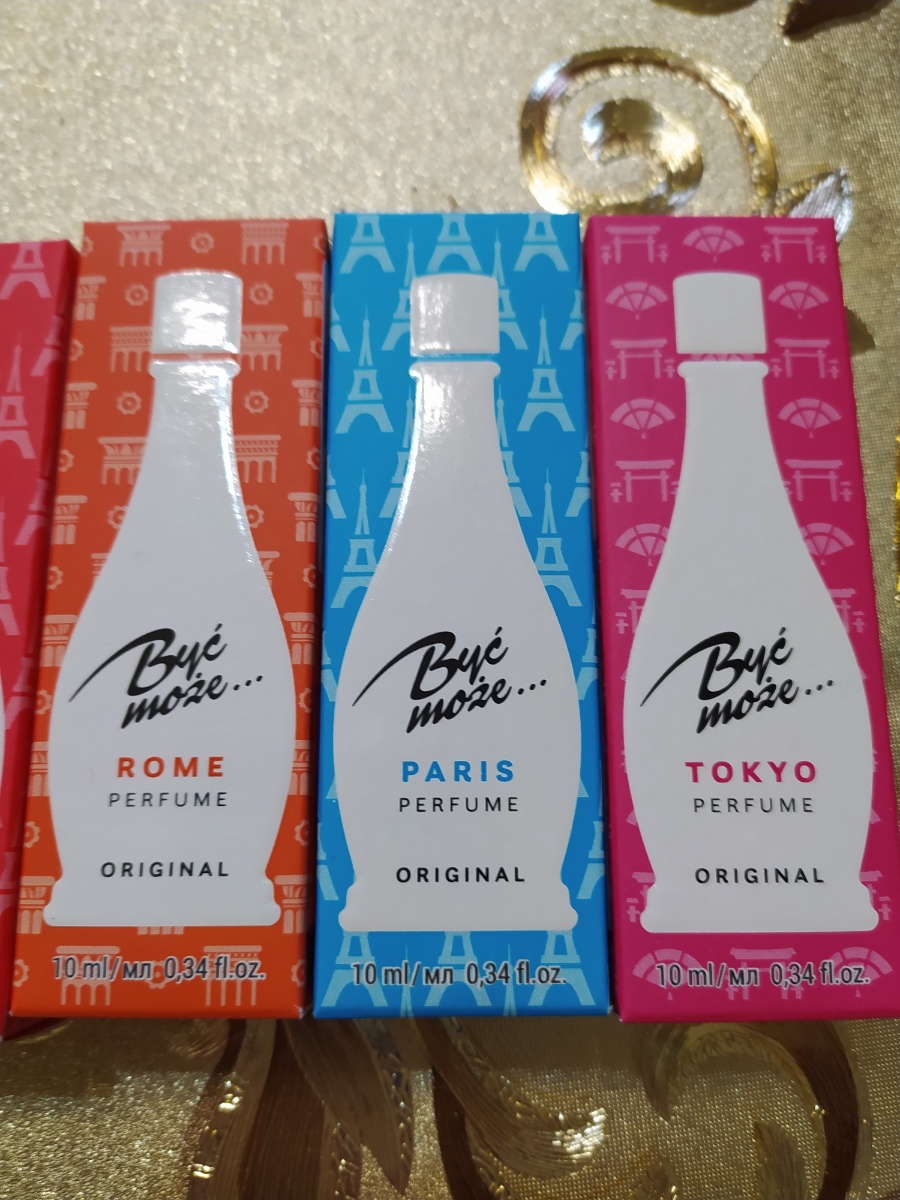 Być
może...
ROME
PERFUME
ORIGINAL
10 ml/мл 0,34 fl.oz.
Być
może...
PARIS
PERFUME
ORIGINAL
10 ml/мл 0,34 fl.oz.
Być
może...
TOKYO
PERFUME
ORIGINAL
10 ml/мл 0,34 fl.oz.